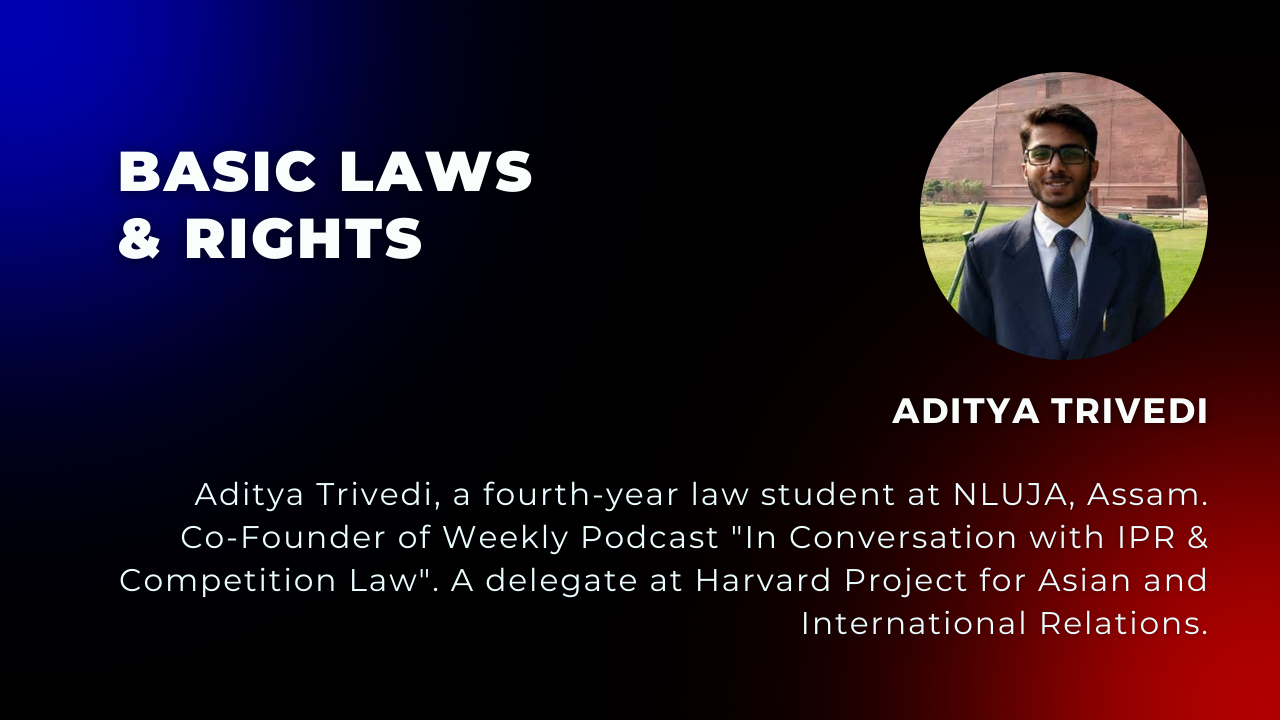 BASIC LAWS
& RIGHTS
ADITYA TRIVEDI
Aditya Trivedi, a fourth-year law student at NLUJA, Assam.
Co-Founder of Weekly Podcast "In Conversation with IPR &
Competition Law". A delegate at Harvard Project for Asian and
International Relations.